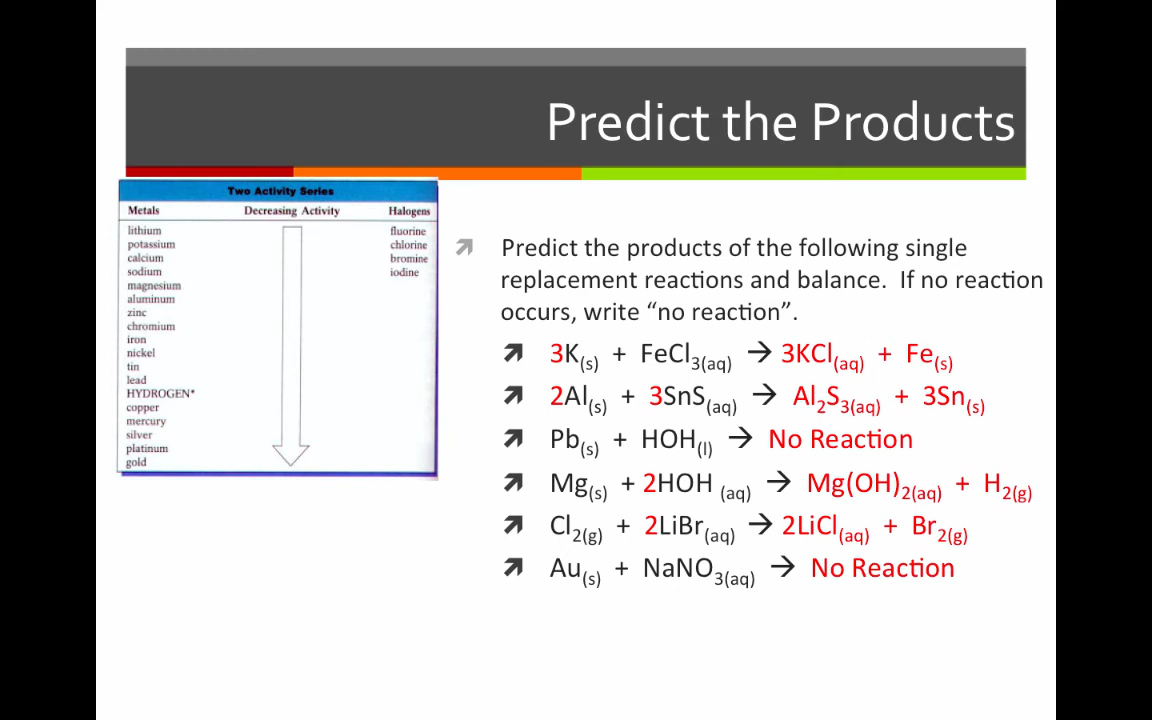 Predict the Products
Two Activity Series
Metals Decreasing Activity Halogens
lithium fluorine
potassium chlorine
calcium bromine
sodium iodine
magnesium
aluminum
zinc
chromium
iron
nickel
tin
lead
HYDROGEN*
copper
mercury
silver
platinum
gold
Predict the products of the following single
replacement reactions and balance. If no reaction
occurs, write “no reaction”.
3K(s) + FeCl3(aq) → 3KCl(aq) + Fe(s)
2Al(s) + 3SnS(aq) → Al2S3(aq) + 3Sn(s)
Pb(s) + HOH(l) → No Reaction
Mg(s) + 2HOH (aq) → Mg(OH)2(aq) + H2(g)
Cl2(g) + 2LiBr(aq) → 2LiCl(aq) + Br2(g)
Au(s) + NaNO3(aq) → No Reaction